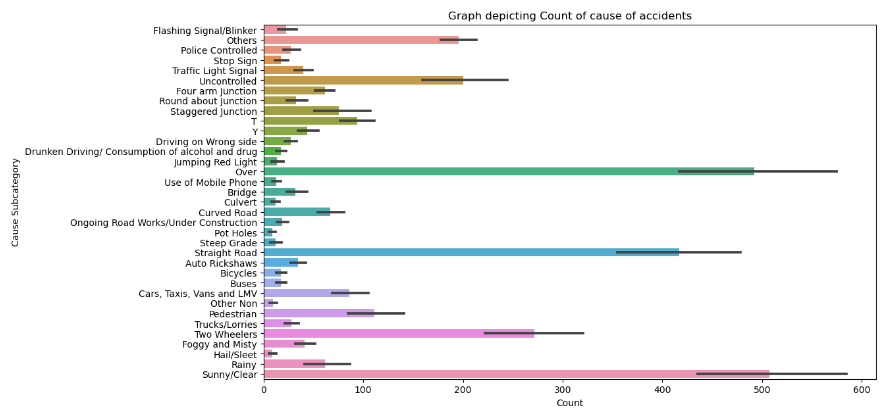 Graph depicting Count of cause of accidents
Flashing Signal/Blinker
Others
Police Controlled
Stop Sign
Traffic Light Signal
Uncontrolled
Four arm Junction
Round about Junction
Staggered Junction
T
Y
Driving on Wrong side
Drunken Driving/ Consumption of alcohol and drug
Jumping Red Light
Over
Use of Mobile Phone
Bridge
Culvert
Curved Road
Ongoing Road Works/Under Construction
Pot Holes
Steep Grade
Straight Road
Auto Rickshaws
Bicycles
Buses
Cars, Taxis, Vans and LMV
Other Non
Pedestrian
Trucks/Lorries
Two Wheelers
Foggy and Misty
Hail/Sleet
Rainy
Sunny/Clear
Cause Subcategory
0 100 200 300 400 500 600
Count